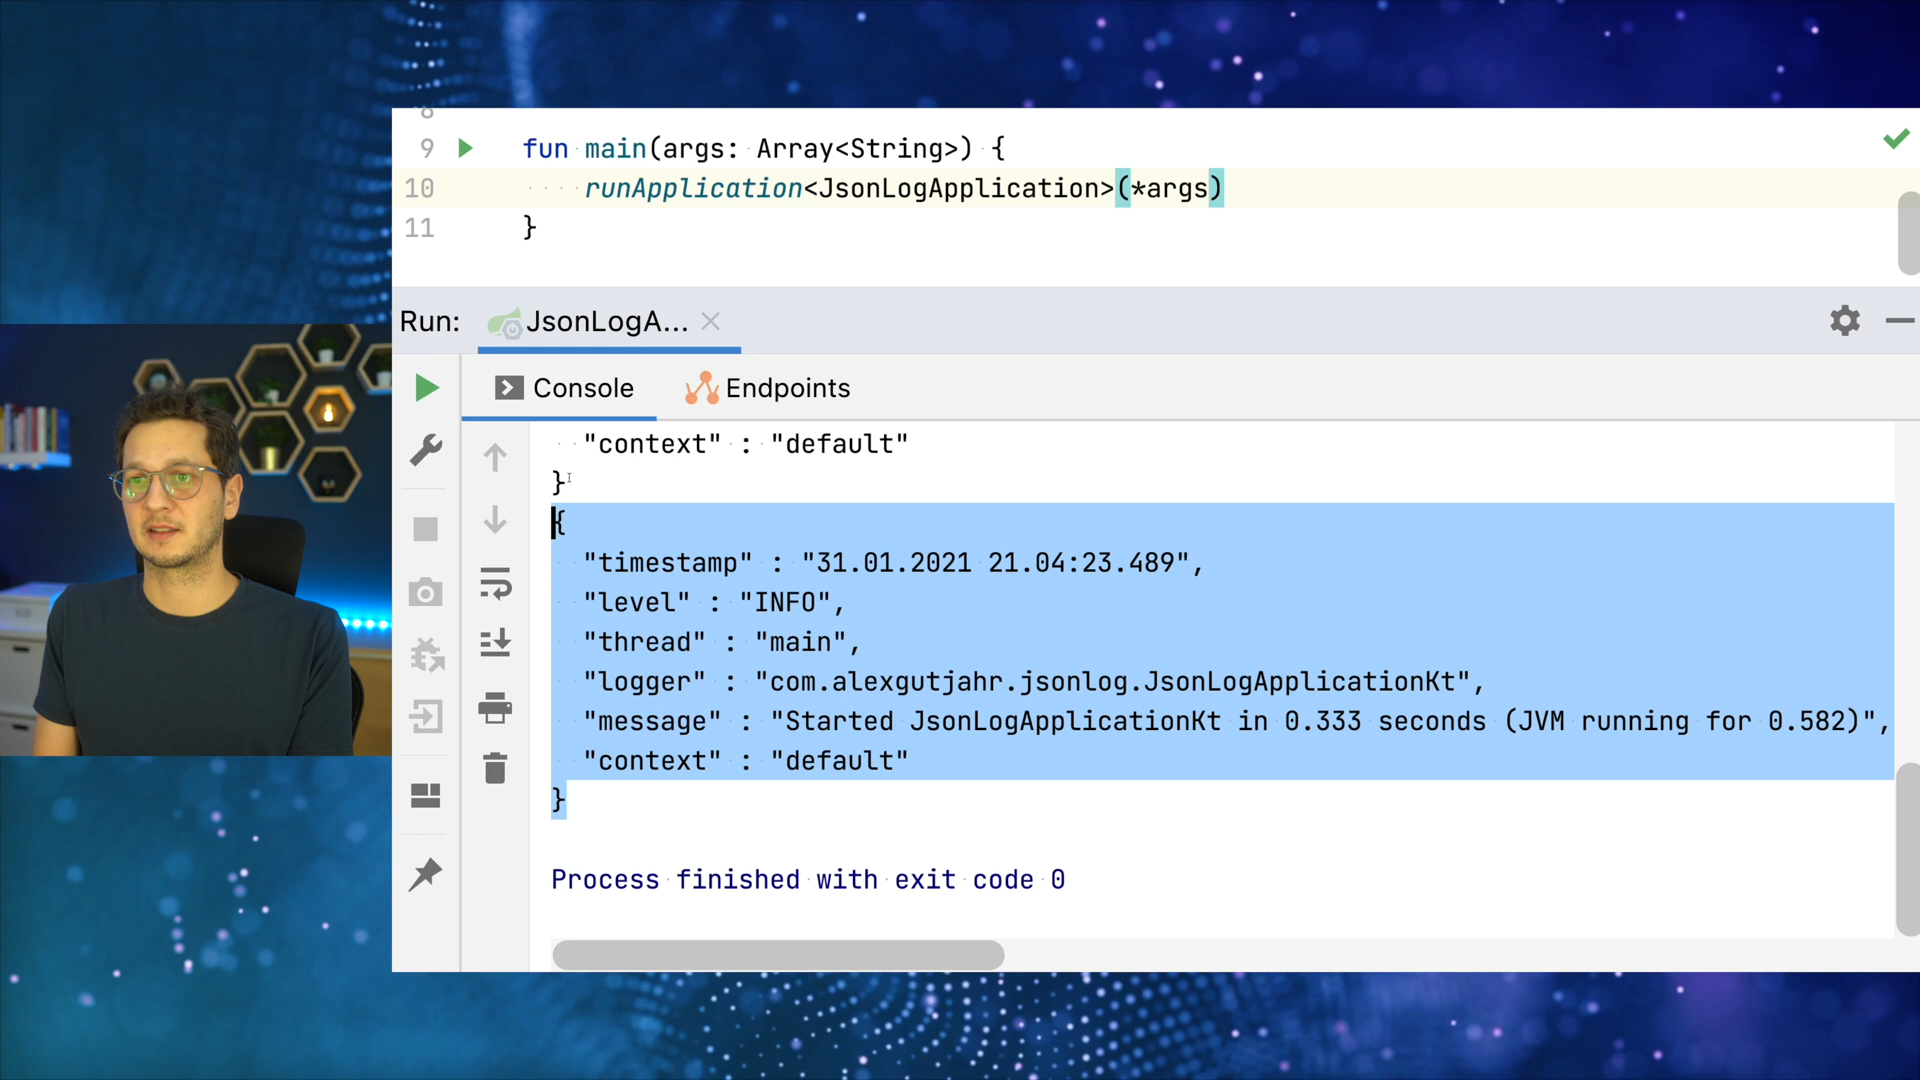 8
9 fun main(args: Array<String>) {
10 runApplication<JsonLogApplication>(*args)
11 }
Run: JsonLogA...
Console Endpoints
"context" : "default"
}
{
"timestamp" : "31.01.2021 21.04:23.489",
"level" : "INFO",
"thread" : "main",
"logger" : "com.alexgutjahr.jsonlog.JsonLogApplicationKt",
"message" : "Started JsonLogApplicationKt in 0.333 seconds (JVM running for 0.582)",
"context" : "default"
}
Process finished with exit code 0